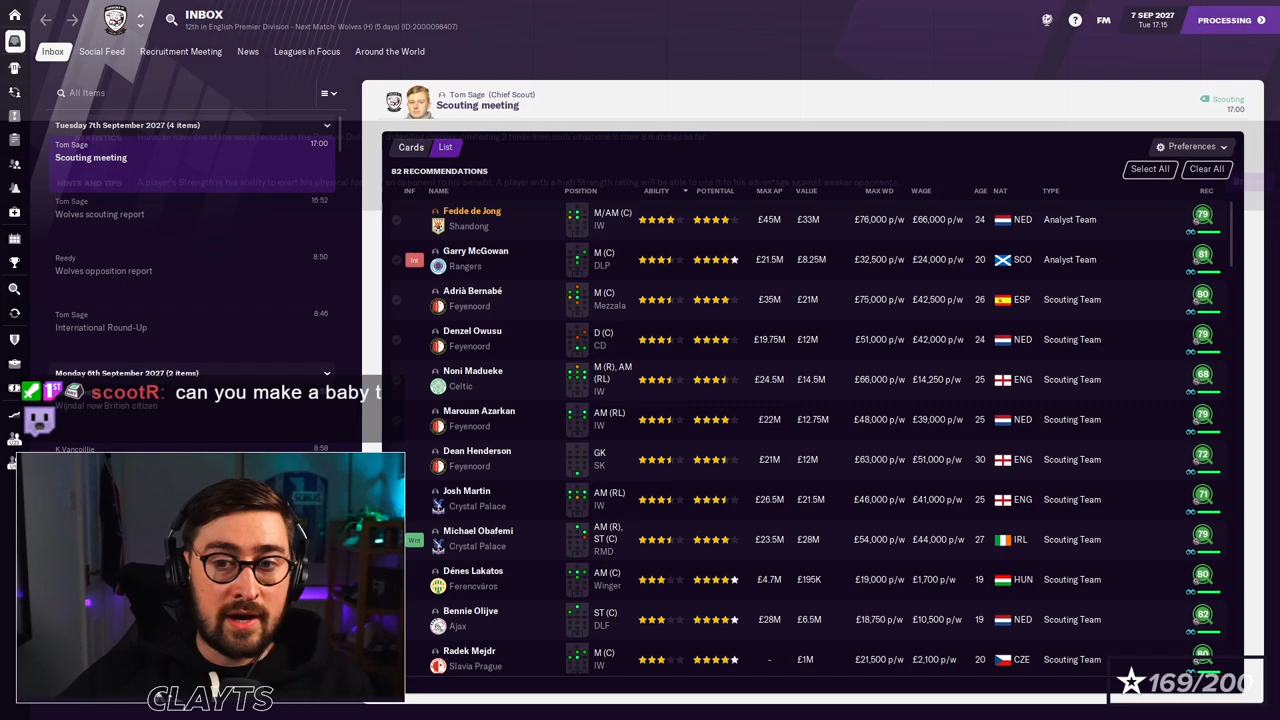 INBOX
12th in English Premier Division - Next Match: Wolves (H) (5 days) (ID:2000098407)
FM
7 SEP 2027
Tue 17:15
PROCESSING
Inbox Social Feed Recruitment Meeting News Leagues in Focus Around the World
All Items
Tuesday 7th September 2027 (4 items)
Tom Sage 17:00
Scouting meeting
HINTS AND TIPS
Tom Sage 16:52
Wolves scouting report
Reedy 8:50
Wolves opposition report
Tom Sage 8:46
International Round-Up
Monday 6th September 2027 (2 items)
scootR: can you make a baby t
Wijndal now British citizen
K.Vancoillie 8:58
CLAYTS
Tom Sage (Chief Scout)
Scouting meeting
Scouting
17:00
Cards List
Preferences
82 RECOMMENDATIONS
Select All Clear All
INF NAME POSITION ABILITY POTENTIAL MAX AP VALUE MAX WD WAGE AGE NAT TYPE REC
Fedde de Jong
Shandong
M/AM (C)
IW
£45M £33M £76,000 p/w £66,000 p/w 24 NED Analyst Team 79
Int
Garry McGowan
Rangers
M (C)
DLP
£21.5M £8.25M £32,500 p/w £24,000 p/w 20 SCO Analyst Team 81
Adrià Bernabé
Feyenoord
M (C)
Mezzala
£35M £21M £75,000 p/w £42,500 p/w 26 ESP Scouting Team 80
Denzel Owusu
Feyenoord
D (C)
CD
£19.75M £12M £51,000 p/w £42,000 p/w 24 NED Scouting Team 79
Noni Madueke
Celtic
M (R), AM
(RL)
IW
£24.5M £14.5M £66,000 p/w £14,250 p/w 25 ENG Scouting Team 68
Marouan Azarkan
Feyenoord
AM (RL)
IW
£22M £12.75M £48,000 p/w £39,000 p/w 25 NED Scouting Team 79
Dean Henderson
Feyenoord
GK
SK
£21M £12M £63,000 p/w £51,000 p/w 30 ENG Scouting Team 72
Josh Martin
Crystal Palace
AM (RL)
IW
£26.5M £21.5M £46,000 p/w £41,000 p/w 25 ENG Scouting Team 71
Wnt
Michael Obafemi
Crystal Palace
AM (R),
ST (C)
RMD
£23.5M £28M £54,000 p/w £44,000 p/w 27 IRL Scouting Team 79
Dénes Lakatos
Ferencváros
AM (C)
Winger
£4.7M £195K £19,000 p/w £1,700 p/w 19 HUN Scouting Team 80
Bennie Olijve
Ajax
ST (C)
DLF
£28M £6.5M £18,750 p/w £10,500 p/w 19 NED Scouting Team 82
Radek Mejdr
Slavia Prague
M (C)
IW
- £1M £21,500 p/w £2,100 p/w 20 CZE Scouting Team 80
169/200